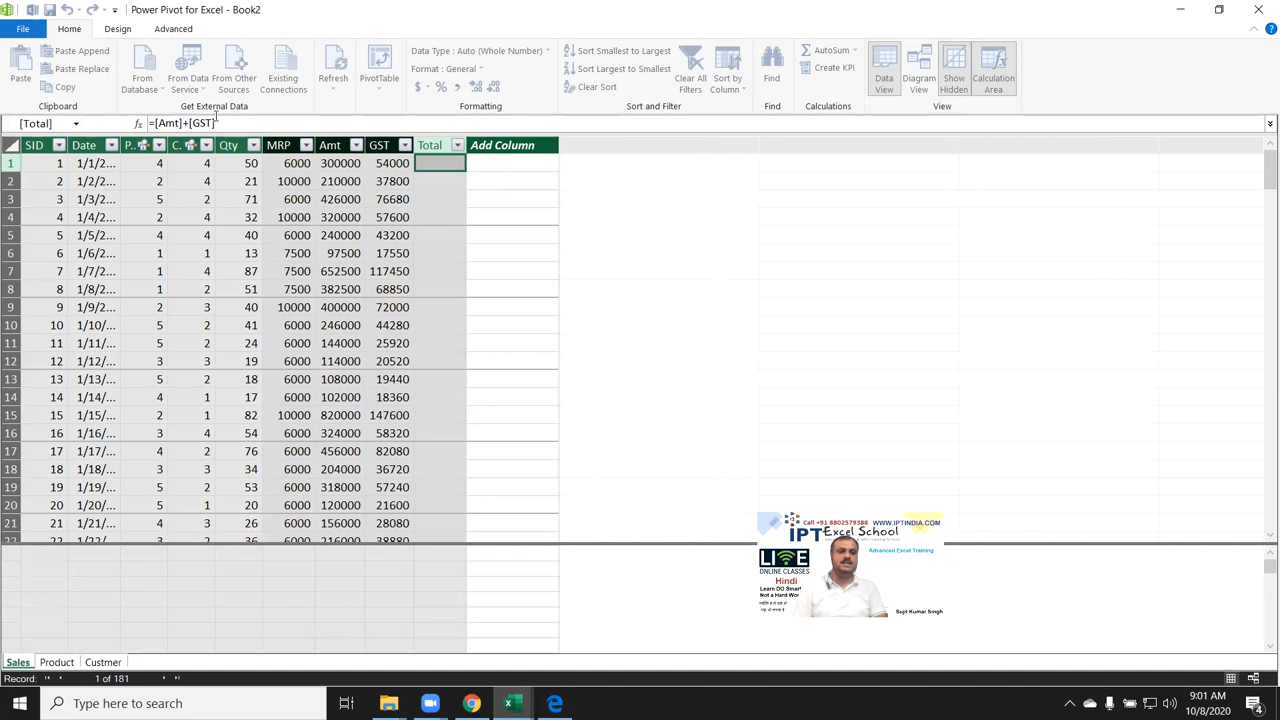 Power Pivot for Excel - Book2
File Home Design Advanced
Paste Paste Append Paste Replace Copy
Clipboard
From Database From Data Service From Other Sources Existing Connections
Get External Data
Refresh PivotTable
Data Type : Auto (Whole Number)
Format : General
$ % ,
Formatting
Sort Smallest to Largest
Sort Largest to Smallest
Clear Sort
Clear All Filters Sort by Column
Sort and Filter
Find
Find
AutoSum
Create KPI
Calculations
Data View Diagram View Show Hidden Calculation Area
View
[Total] fx =[Amt]+[GST]
SID Date P.. C. Qty MRP Amt GST Total Add Column
1 1 1/1/2... 4 4 50 6000 300000 54000
2 2 1/2/2... 2 4 21 10000 210000 37800
3 3 1/3/2... 5 2 71 6000 426000 76680
4 4 1/4/2... 2 4 32 10000 320000 57600
5 5 1/5/2... 4 4 40 6000 240000 43200
6 6 1/6/2... 1 1 13 7500 97500 17550
7 7 1/7/2... 1 4 87 7500 652500 117450
8 8 1/8/2... 1 2 51 7500 382500 68850
9 9 1/9/2... 2 3 40 10000 400000 72000
10 10 1/10/... 5 2 41 6000 246000 44280
11 11 1/11/... 5 2 24 6000 144000 25920
12 12 1/12/... 3 3 19 6000 114000 20520
13 13 1/13/... 5 2 18 6000 108000 19440
14 14 1/14/... 4 1 17 6000 102000 18360
15 15 1/15/... 2 1 82 10000 820000 147600
16 16 1/16/... 3 4 54 6000 324000 58320
17 17 1/17/... 4 2 76 6000 456000 82080
18 18 1/18/... 3 3 34 6000 204000 36720
19 19 1/19/... 5 2 53 6000 318000 57240
20 20 1/20/... 5 1 20 6000 120000 21600
21 21 1/21/... 4 3 26 6000 156000 28080
Call +91 8802579388 WWW.IPTINDIA.COM
IPT Excel School
LIVE
ONLINE CLASSES
Advanced Excel Training
Hindi
Learn DO Smar
Not a Hard Wor
Sujit Kumar Singh
Sales Product Custmer
Record: 1 of 181
Type here to search
9:01 AM
10/8/2020
4